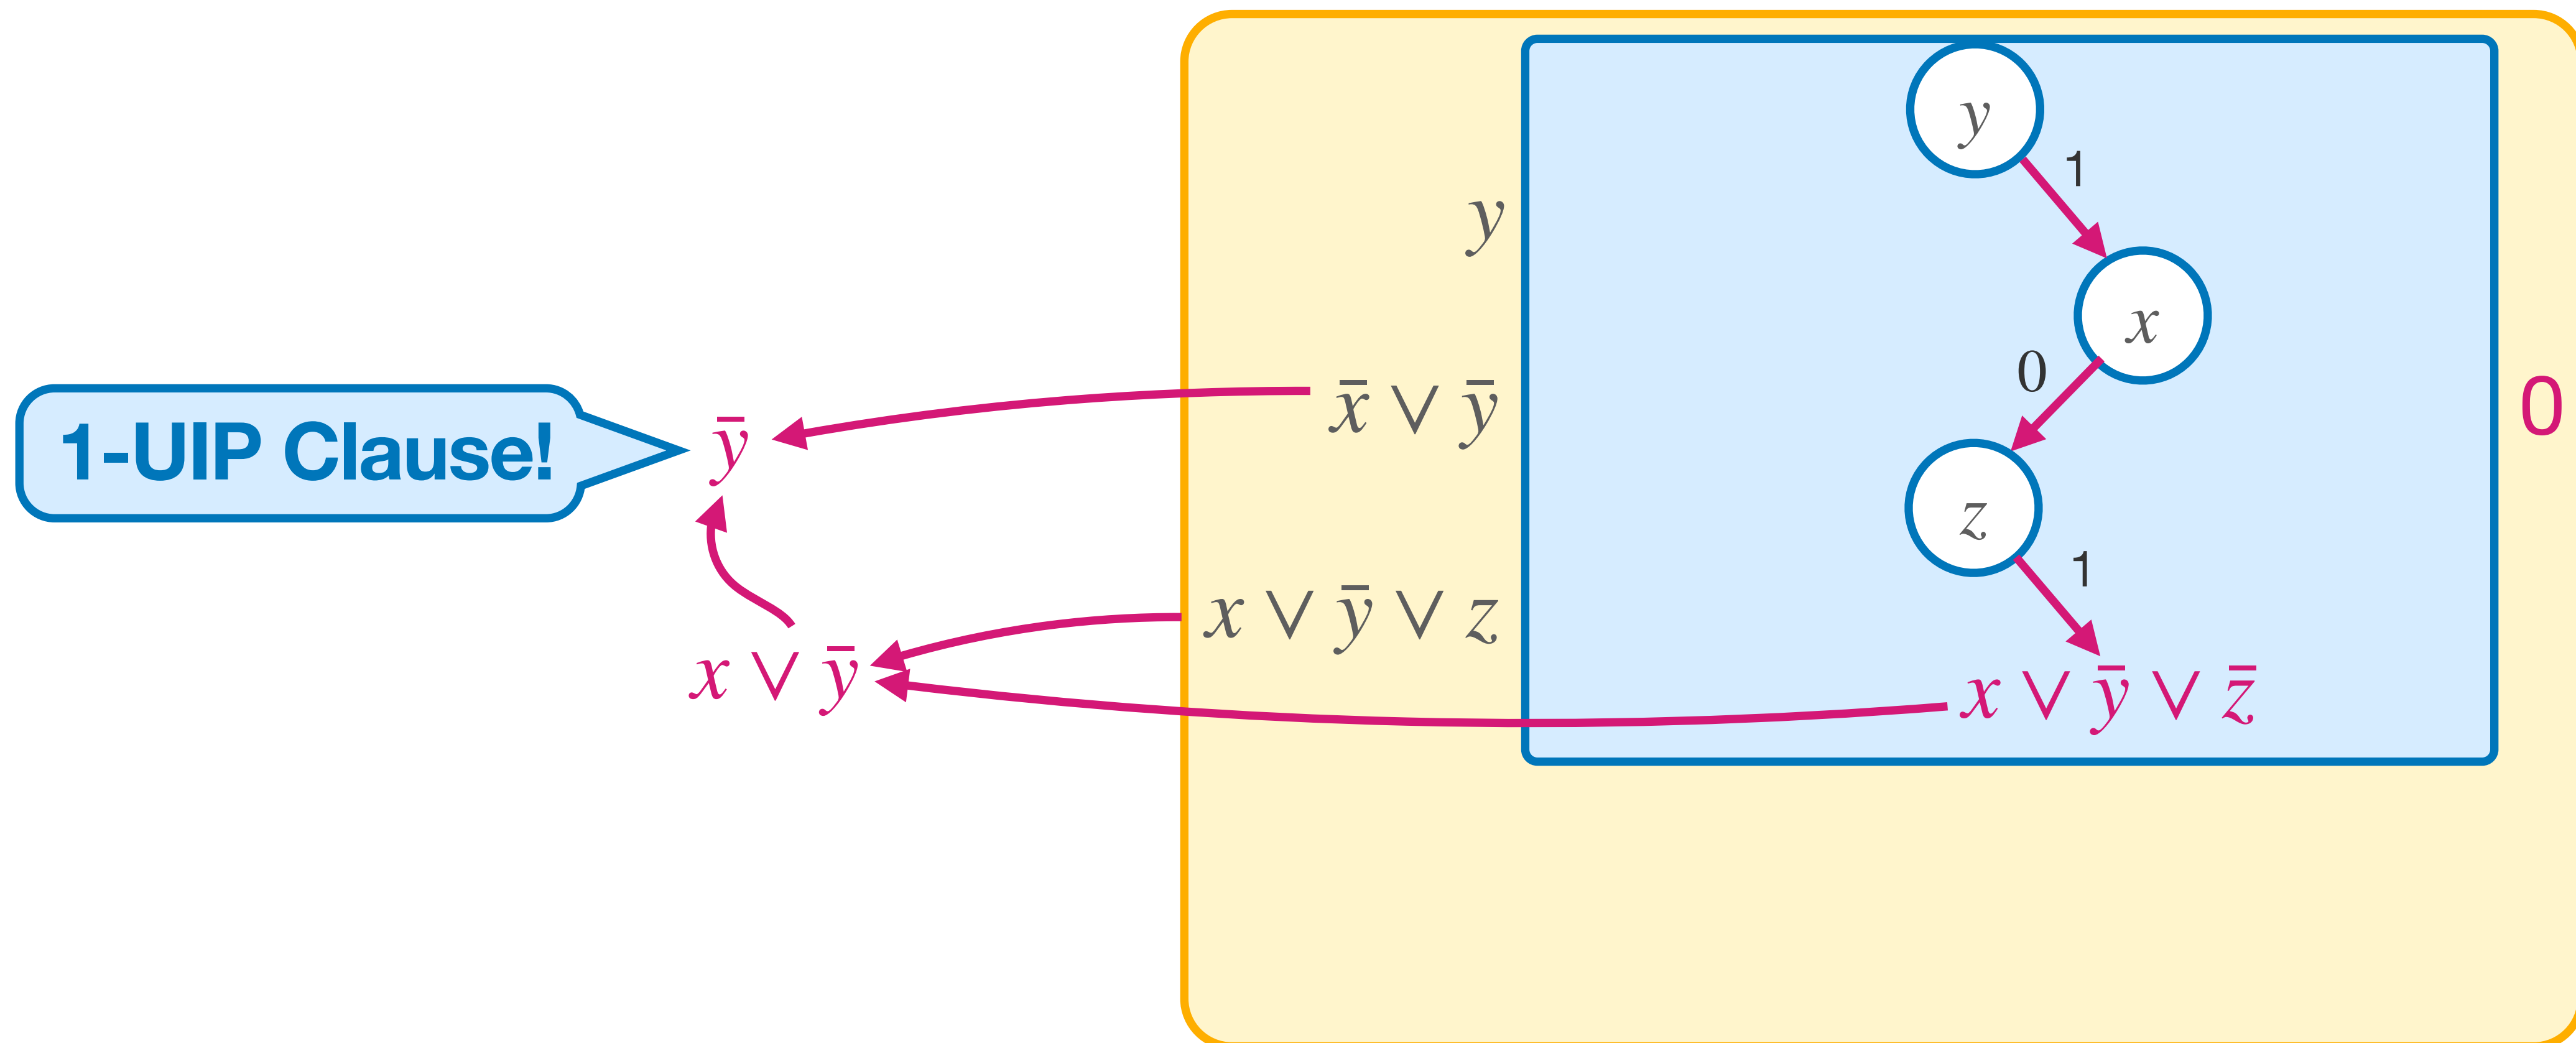 y
1
y
x
0
0
x̄ ∨ ȳ
1-UIP Clause!
ȳ
z
1
x ∨ ȳ ∨ z
x ∨ ȳ
x ∨ ȳ ∨ z̄